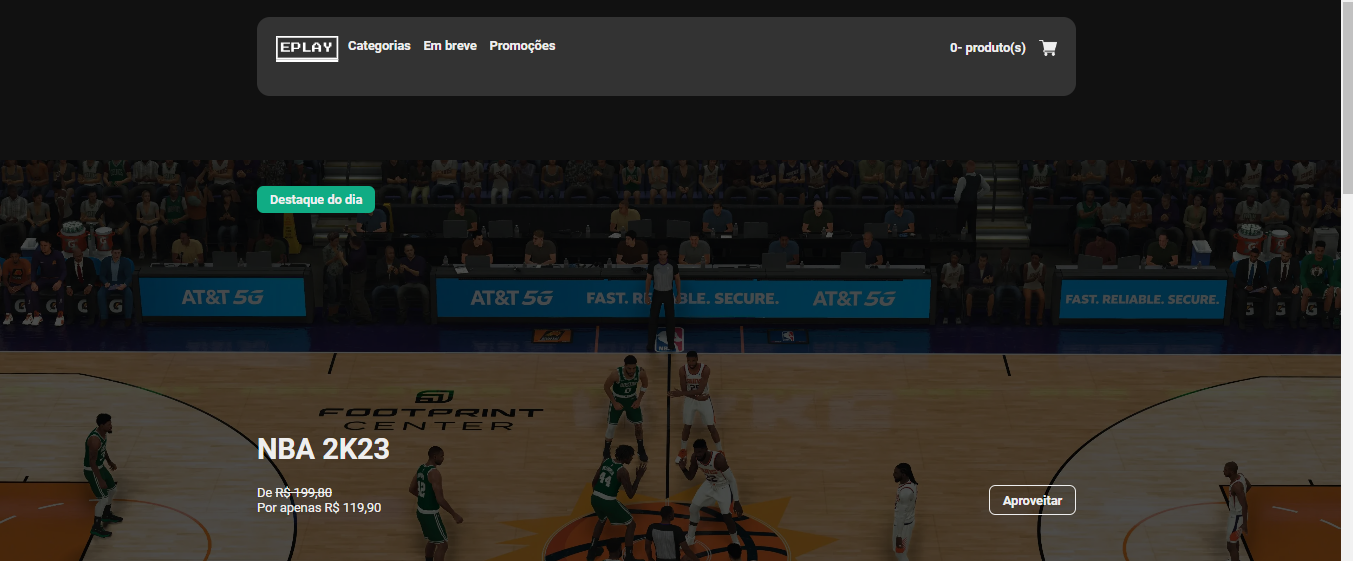 EPLAY Categorias Em breve Promoções 0- produto(s)
Destaque do dia
AT&T 5G AT&T 5G FAST. RELIABLE. SECURE. AT&T 5G FAST. RELIABLE. SECURE.
FOOTPRINT
CENTER
NBA 2K23
De R$ 199,80
Por apenas R$ 119,90
Aproveitar